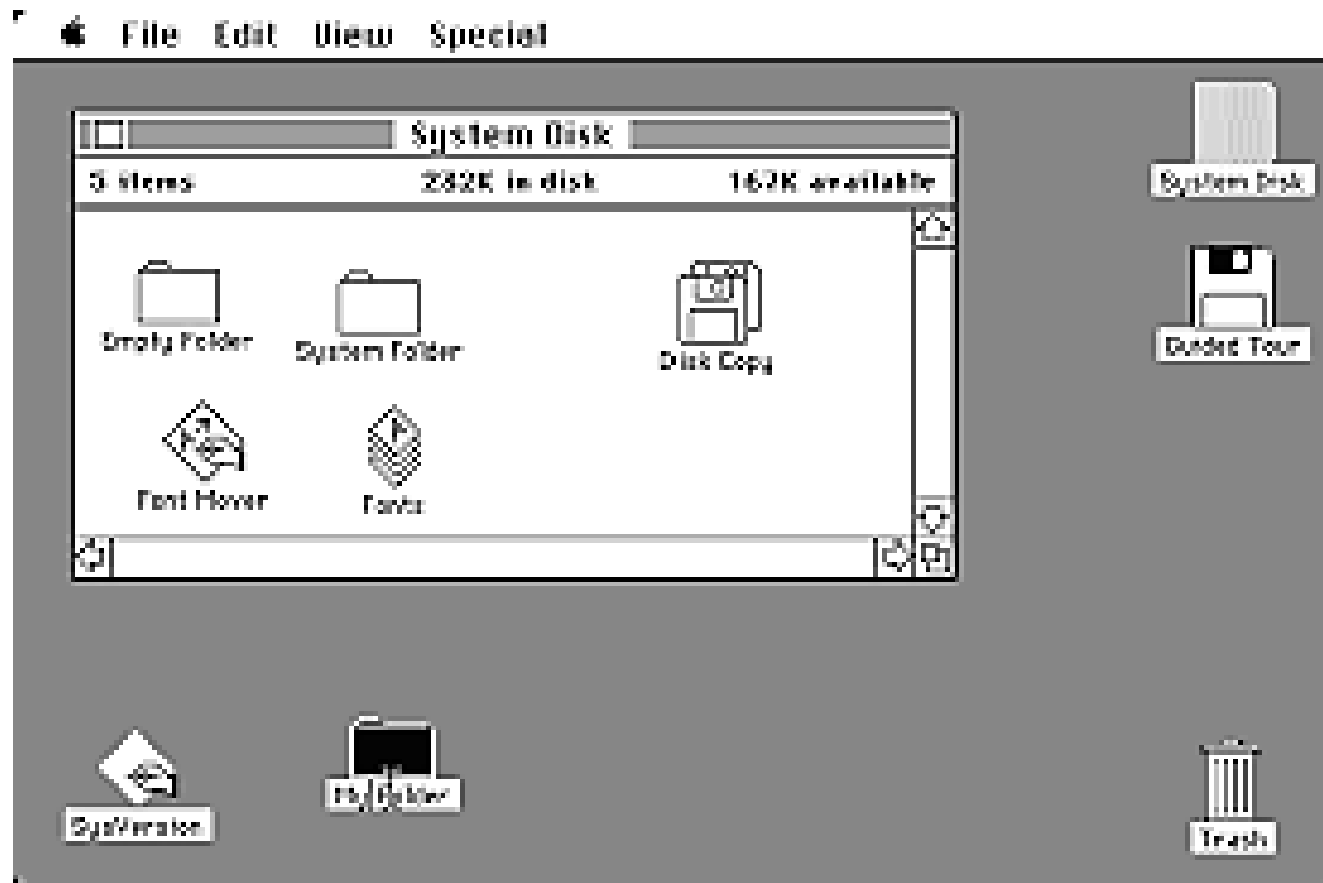 File Edit View Special
System Disk
5 items 282K in disk 167K available
Empty Folder
System Folder
Disk Copy
Font Mover
Fonts
System Disk
Guided Tour
SysVersion
My Folder
Trash